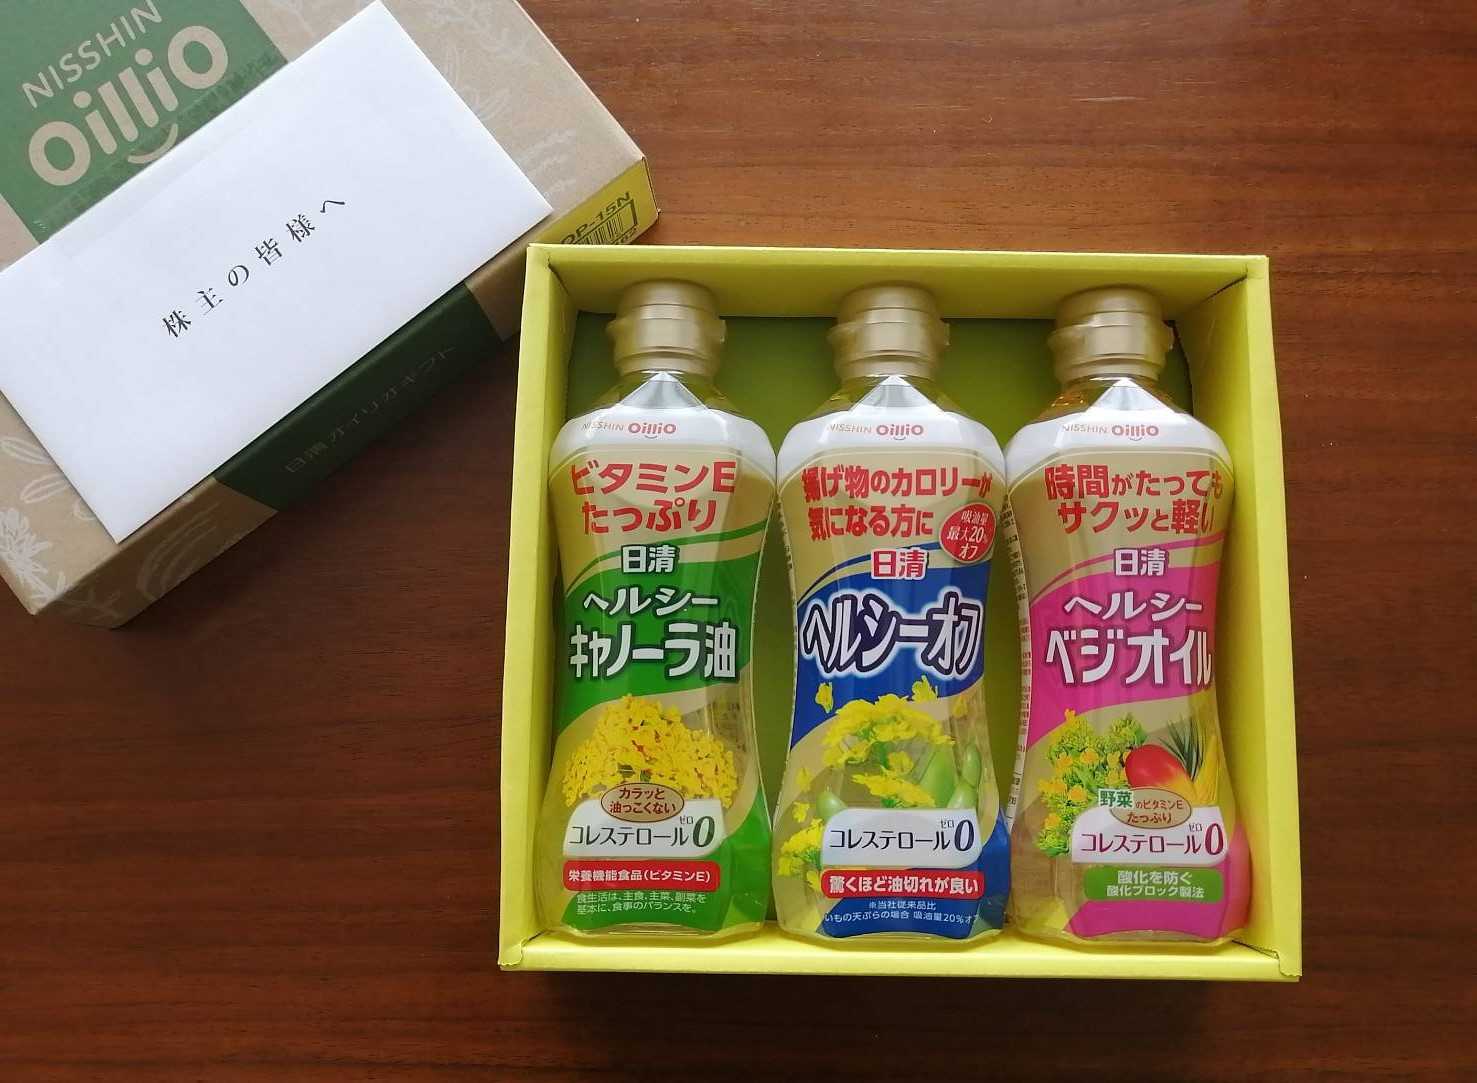 NISSHIN
OilliO
株主の皆様へ
OP-15N
日清オイリオギフト
NISSHIN OilliO
ビタミンE
たっぷり
日清
ヘルシー
キャノーラ油
カラッと
油っこくない
コレステロール0
ゼロ
栄養機能食品(ビタミンE)
食生活は、主食、主菜、副菜を
基本に、食事のバランスを。
NISSHIN OilliO
揚げ物のカロリーが
気になる方に
吸油量
最大20%
オフ
日清
ヘルシーオフ
コレステロール0
ゼロ
驚くほど油切れが良い
※当社従来品比
いもの天ぷらの場合 吸油量20%オフ
NISSHIN OilliO
時間がたっても
サクッと軽い
日清
ヘルシー
ベジオイル
野菜のビタミンE
たっぷり
コレステロール0
ゼロ
酸化を防ぐ
酸化ブロック製法